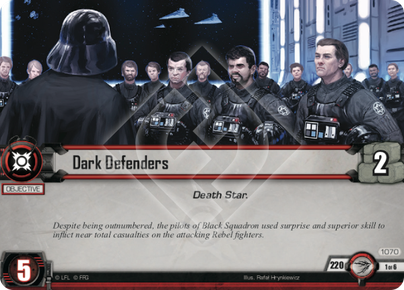 Dark Defenders
2
OBJECTIVE
Death Star.
Despite being outnumbered, the pilots of Black Squadron used surprise and superior skill to
inflict near total casualties on the attacking Rebel fighters.
1070
5
© LFL © FFG
Illus. Rafał Hrynkiewicz
220
1 of 6